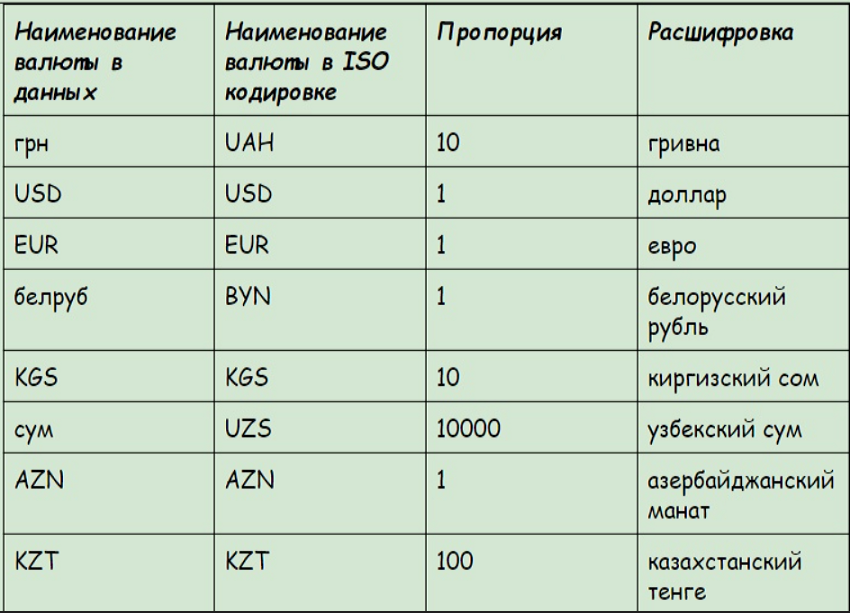 Наименование валюты в данных
Наименование валюты в ISO кодировке
Пропорция
Расшифровка
грн
UAH
10
гривна
USD
USD
1
доллар
EUR
EUR
1
евро
белруб
BYN
1
белорусский
рубль
KGS
KGS
10
киргизский сом
сум
UZS
10000
узбекский сум
AZN
AZN
1
азербайджанский
манат
KZT
KZT
100
казахстанский
тенге